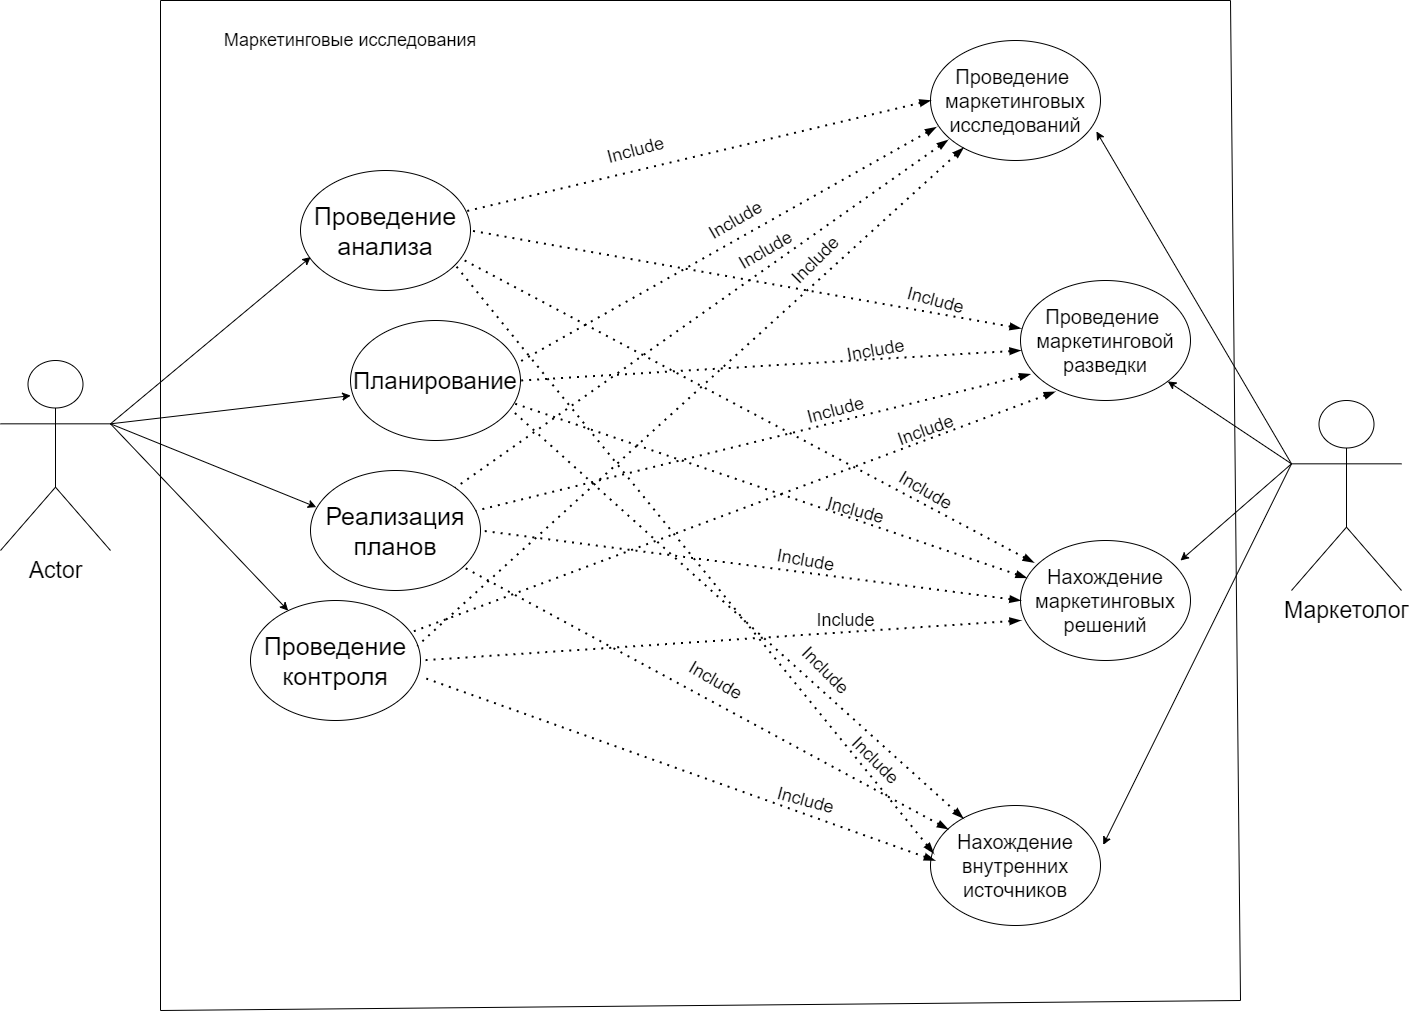 Маркетинговые исследования
Проведение
маркетинговых
исследований
Include
Проведение
анализа
Include
Include
Include
Include
Проведение
маркетинговой
разведки
Include
Планирование
Include
Include
Include
Include
Реализация
планов
Include
Actor
Нахождение
маркетинговых
решений
Маркетолог
Include
Проведение
контроля
Include
Include
Include
Include
Нахождение
внутренних
источников